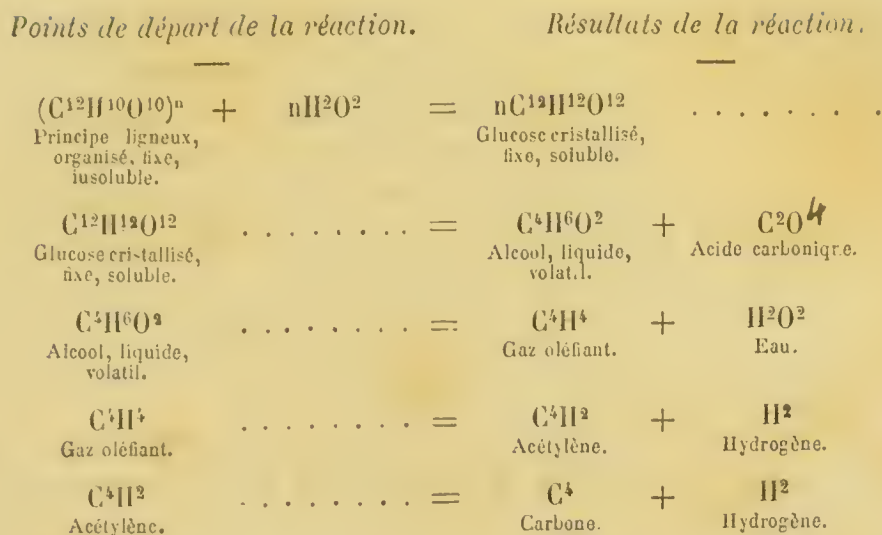 Points de départ de la réaction. Résultats de la réaction.
(C¹²H¹⁰O¹⁰)ⁿ + nH²O² = nC¹²H¹²O¹² . . . . . . . .
Principe ligneux, Glucose cristallisé,
organisé, fixe, fixe, soluble.
insoluble.
C¹²H¹²O¹² . . . . . . . . = C⁴H⁶O² + C²O⁴
Glucose cristallisé, Alcool, liquide, Acide carbonique.
fixe, soluble. volatil.
C⁴H⁶O² . . . . . . . . = C⁴H⁴ + H²O²
Alcool, liquide, Gaz oléfiant. Eau.
volatil.
C⁴H⁴ . . . . . . . . = C⁴H² + H²
Gaz oléfiant. Acétylène. Hydrogène.
C⁴H² . . . . . . . . = C⁴ + H²
Acétylène. Carbone. Hydrogène.